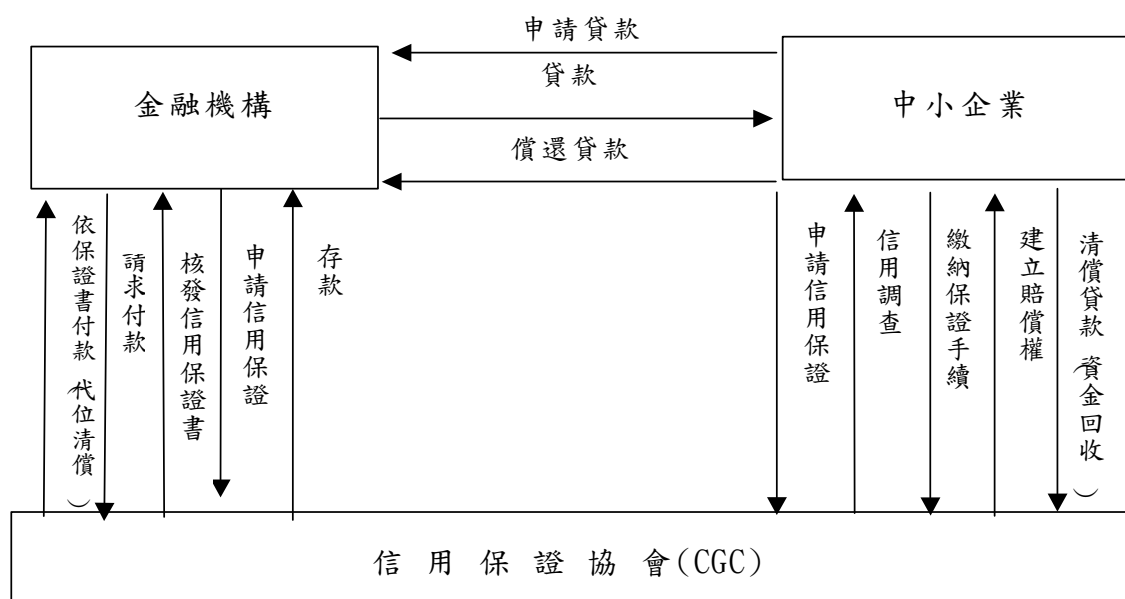 申請貸款
貸款
償還貸款
金融機構
中小企業
依保證書付款（代位清償）
請求付款
核發信用保證書
申請信用保證
存款
申請信用保證
信用調查
繳納保證手續
建立賠償權
清償貸款（資金回收）
信用保證協會(CGC)